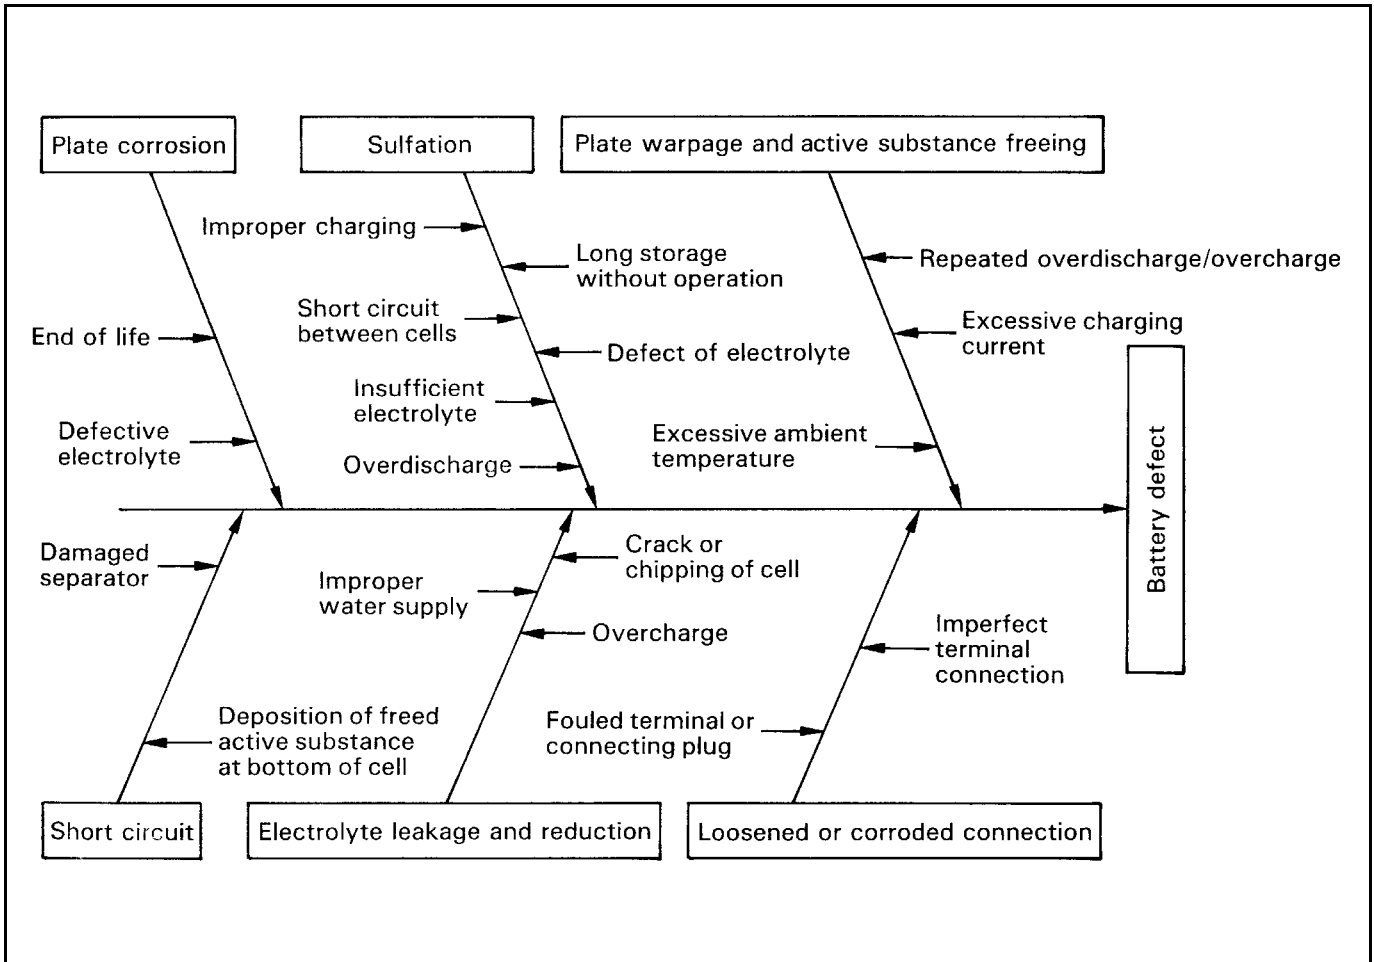 Plate corrosion
Sulfation
Plate warpage and active substance freeing
Improper charging
Long storage
without operation
Repeated overdischarge/overcharge
Short circuit
between cells
Excessive charging
current
End of life
Defect of electrolyte
Insufficient
electrolyte
Defective
electrolyte
Excessive ambient
temperature
Overdischarge
Battery defect
Damaged
separator
Crack or
chipping of cell
Improper
water supply
Overcharge
Imperfect
terminal
connection
Deposition of freed
active substance
at bottom of cell
Fouled terminal or
connecting plug
Short circuit
Electrolyte leakage and reduction
Loosened or corroded connection